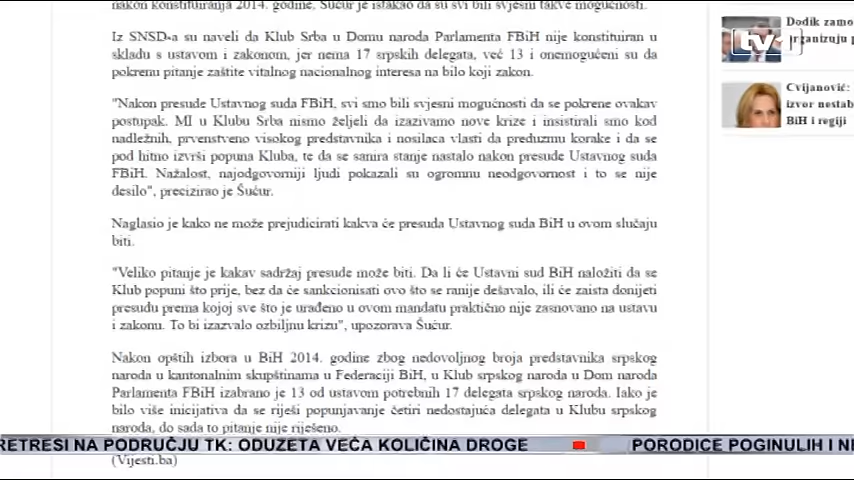 nakon konstituiranja 2014. godine, Sučur je istakao da su svi bili svjesni takve mogućnosti.
Iz SNSD-a su naveli da Klub Srba u Domu naroda Parlamenta FBiH nije konstituiran u
skladu s ustavom i zakonom, jer nema 17 srpskih delegata, već 13 i onemogućeni su da
pokrenu pitanje zaštite vitalnog nacionalnog interesa na bilo koji zakon.
"Nakon presude Ustavnog suda FBiH, svi smo bili svjesni mogućnosti da se pokrene ovakav
postupak. MI u Klubu Srba nismo željeli da izazivamo nove krize i insistirali smo kod
nadležnih, prvenstveno visokog predstavnika i nosilaca vlasti da preduzmu korake i da se
pod hitno izvrši popuna Kluba, te da se sanira stanje nastalo nakon presude Ustavnog suda
FBiH. Nažalost, najodgovorniji ljudi pokazali su ogromnu neodgovornost i to se nije
desilo", precizirao je Šućur.
Naglasio je kako ne može prejudicirati kakva će presuda Ustavnog suda BiH u ovom slučaju
biti.
"Veliko pitanje je kakav sadržaj presude može biti. Da li će Ustavni sud BiH naložiti da se
Klub popuni što prije, bez da će sankcionisati ovo što se ranije dešavalo, ili će zaista donijeti
presudu prema kojoj sve što je urađeno u ovom mandatu praktično nije zasnovano na ustavu
i zakonu. To bi izazvalo ozbiljnu krizu", upozorava Šućur.
Nakon opštih izbora u BiH 2014. godine zbog nedovoljnog broja predstavnika srpskog
naroda u kantonalnim skupštinama u Federaciji BiH, u Klub srpskog naroda u Dom naroda
Parlamenta FBiH izabrano je 13 od ustavom potrebnih 17 delegata srpskog naroda. Iako je
bilo više inicijativa da se riješi popunjavanje četiri nedostajuća delegata u Klubu srpskog
naroda, do sada to pitanje nije riješeno.
(Vijesti.ba)
Dodik zamo
organizuju p
tv1
Cvijanović:
izvor nestab
BiH i regiji
RETRESI NA PODRUČJU TK: ODUZETA VEĆA KOLIČINA DROGE
PORODICE POGINULIH I NE